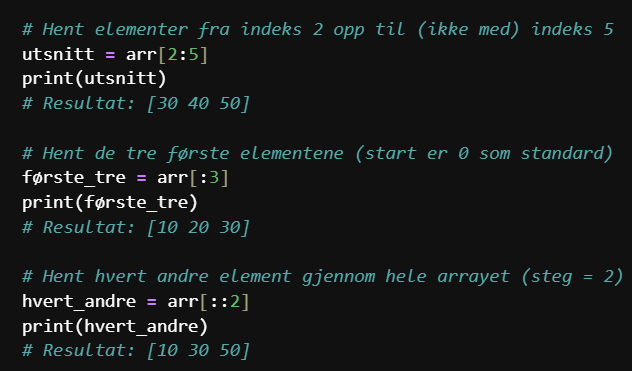 # Hent elementer fra indeks 2 opp til (ikke med) indeks 5
utsnitt = arr[2:5]
print(utsnitt)
# Resultat: [30 40 50]

# Hent de tre første elementene (start er 0 som standard)
første_tre = arr[:3]
print(første_tre)
# Resultat: [10 20 30]

# Hent hvert andre element gjennom hele arrayet (steg = 2)
hvert_andre = arr[::2]
print(hvert_andre)
# Resultat: [10 30 50]